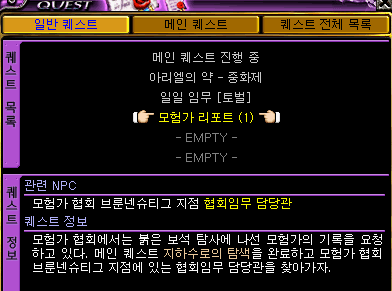 QUEST
일반 퀘스트
메인 퀘스트
퀘스트 전체 목록
퀘스트 목록
메인 퀘스트 진행 중
아리엘의 약 - 중화제
일일 임무 [토벌]
모험가 리포트 (1)
- EMPTY -
- EMPTY -
퀘스트 정보
관련 NPC
모험가 협회 브룬넨슈티그 지점 협회임무 담당관
퀘스트 정보
모험가 협회에서는 붉은 보석 탐사에 나선 모험가의 기록을 요청
하고 있다. 메인 퀘스트 지하수로의 탐색을 완료하고 모험가 협회
브룬넨슈티그 지점에 있는 협회임무 담당관을 찾아가자.